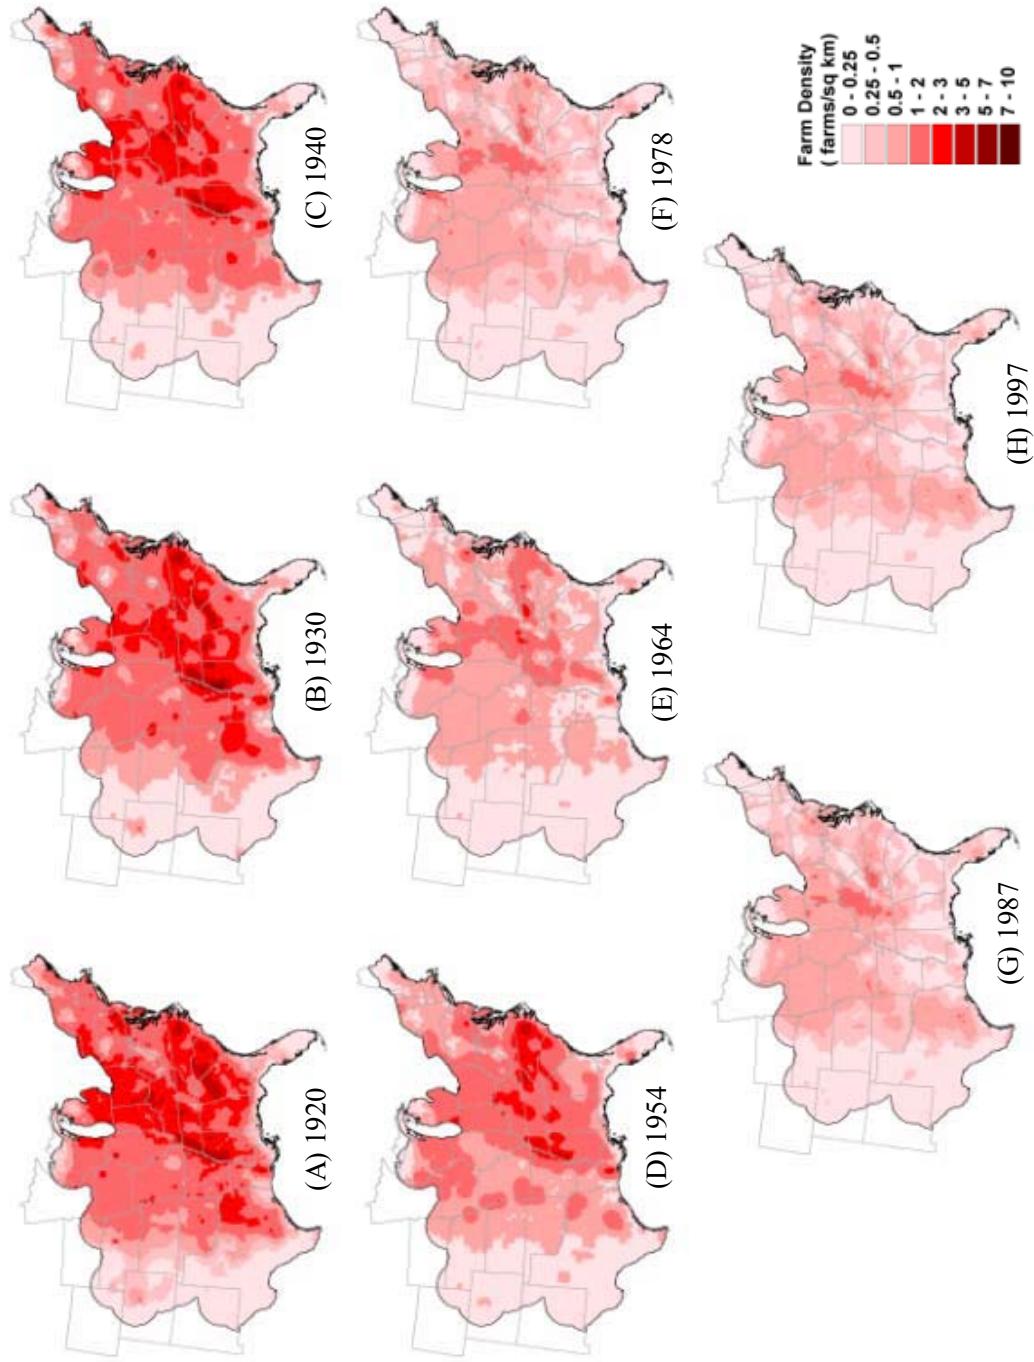 (A) 1920
(B) 1930
(C) 1940
(D) 1954
(E) 1964
(F) 1978
(G) 1987
(H) 1997
Farm Density
( farms/sq km)
0 - 0.25
0.25 - 0.5
0.5 - 1
1 - 2
2 - 3
3 - 5
5 - 7
7 - 10